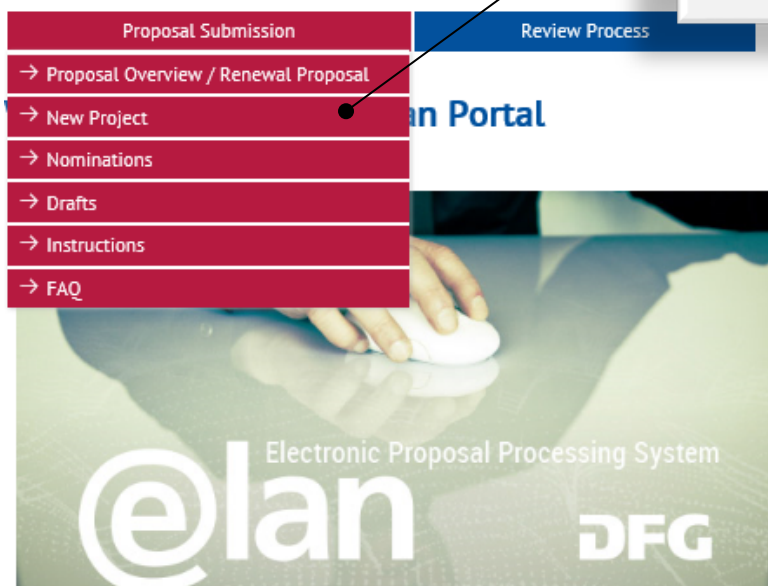 Proposal Submission
Review Process
→ Proposal Overview / Renewal Proposal
→ New Project
→ Nominations
→ Drafts
→ Instructions
→ FAQ
an Portal
Electronic Proposal Processing System
@elan
DFG